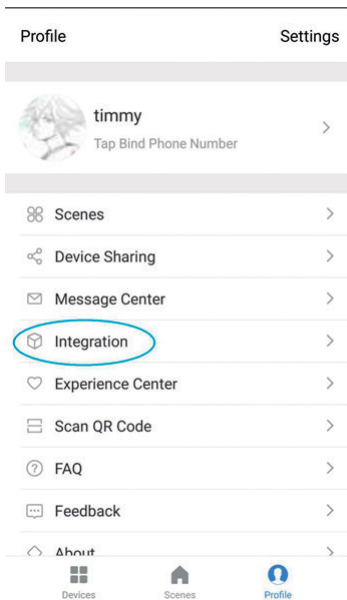 Profile Settings
timmy
Tap Bind Phone Number
Scenes
Device Sharing
Message Center
Integration
Experience Center
Scan QR Code
FAQ
Feedback
About
Devices Scenes Profile